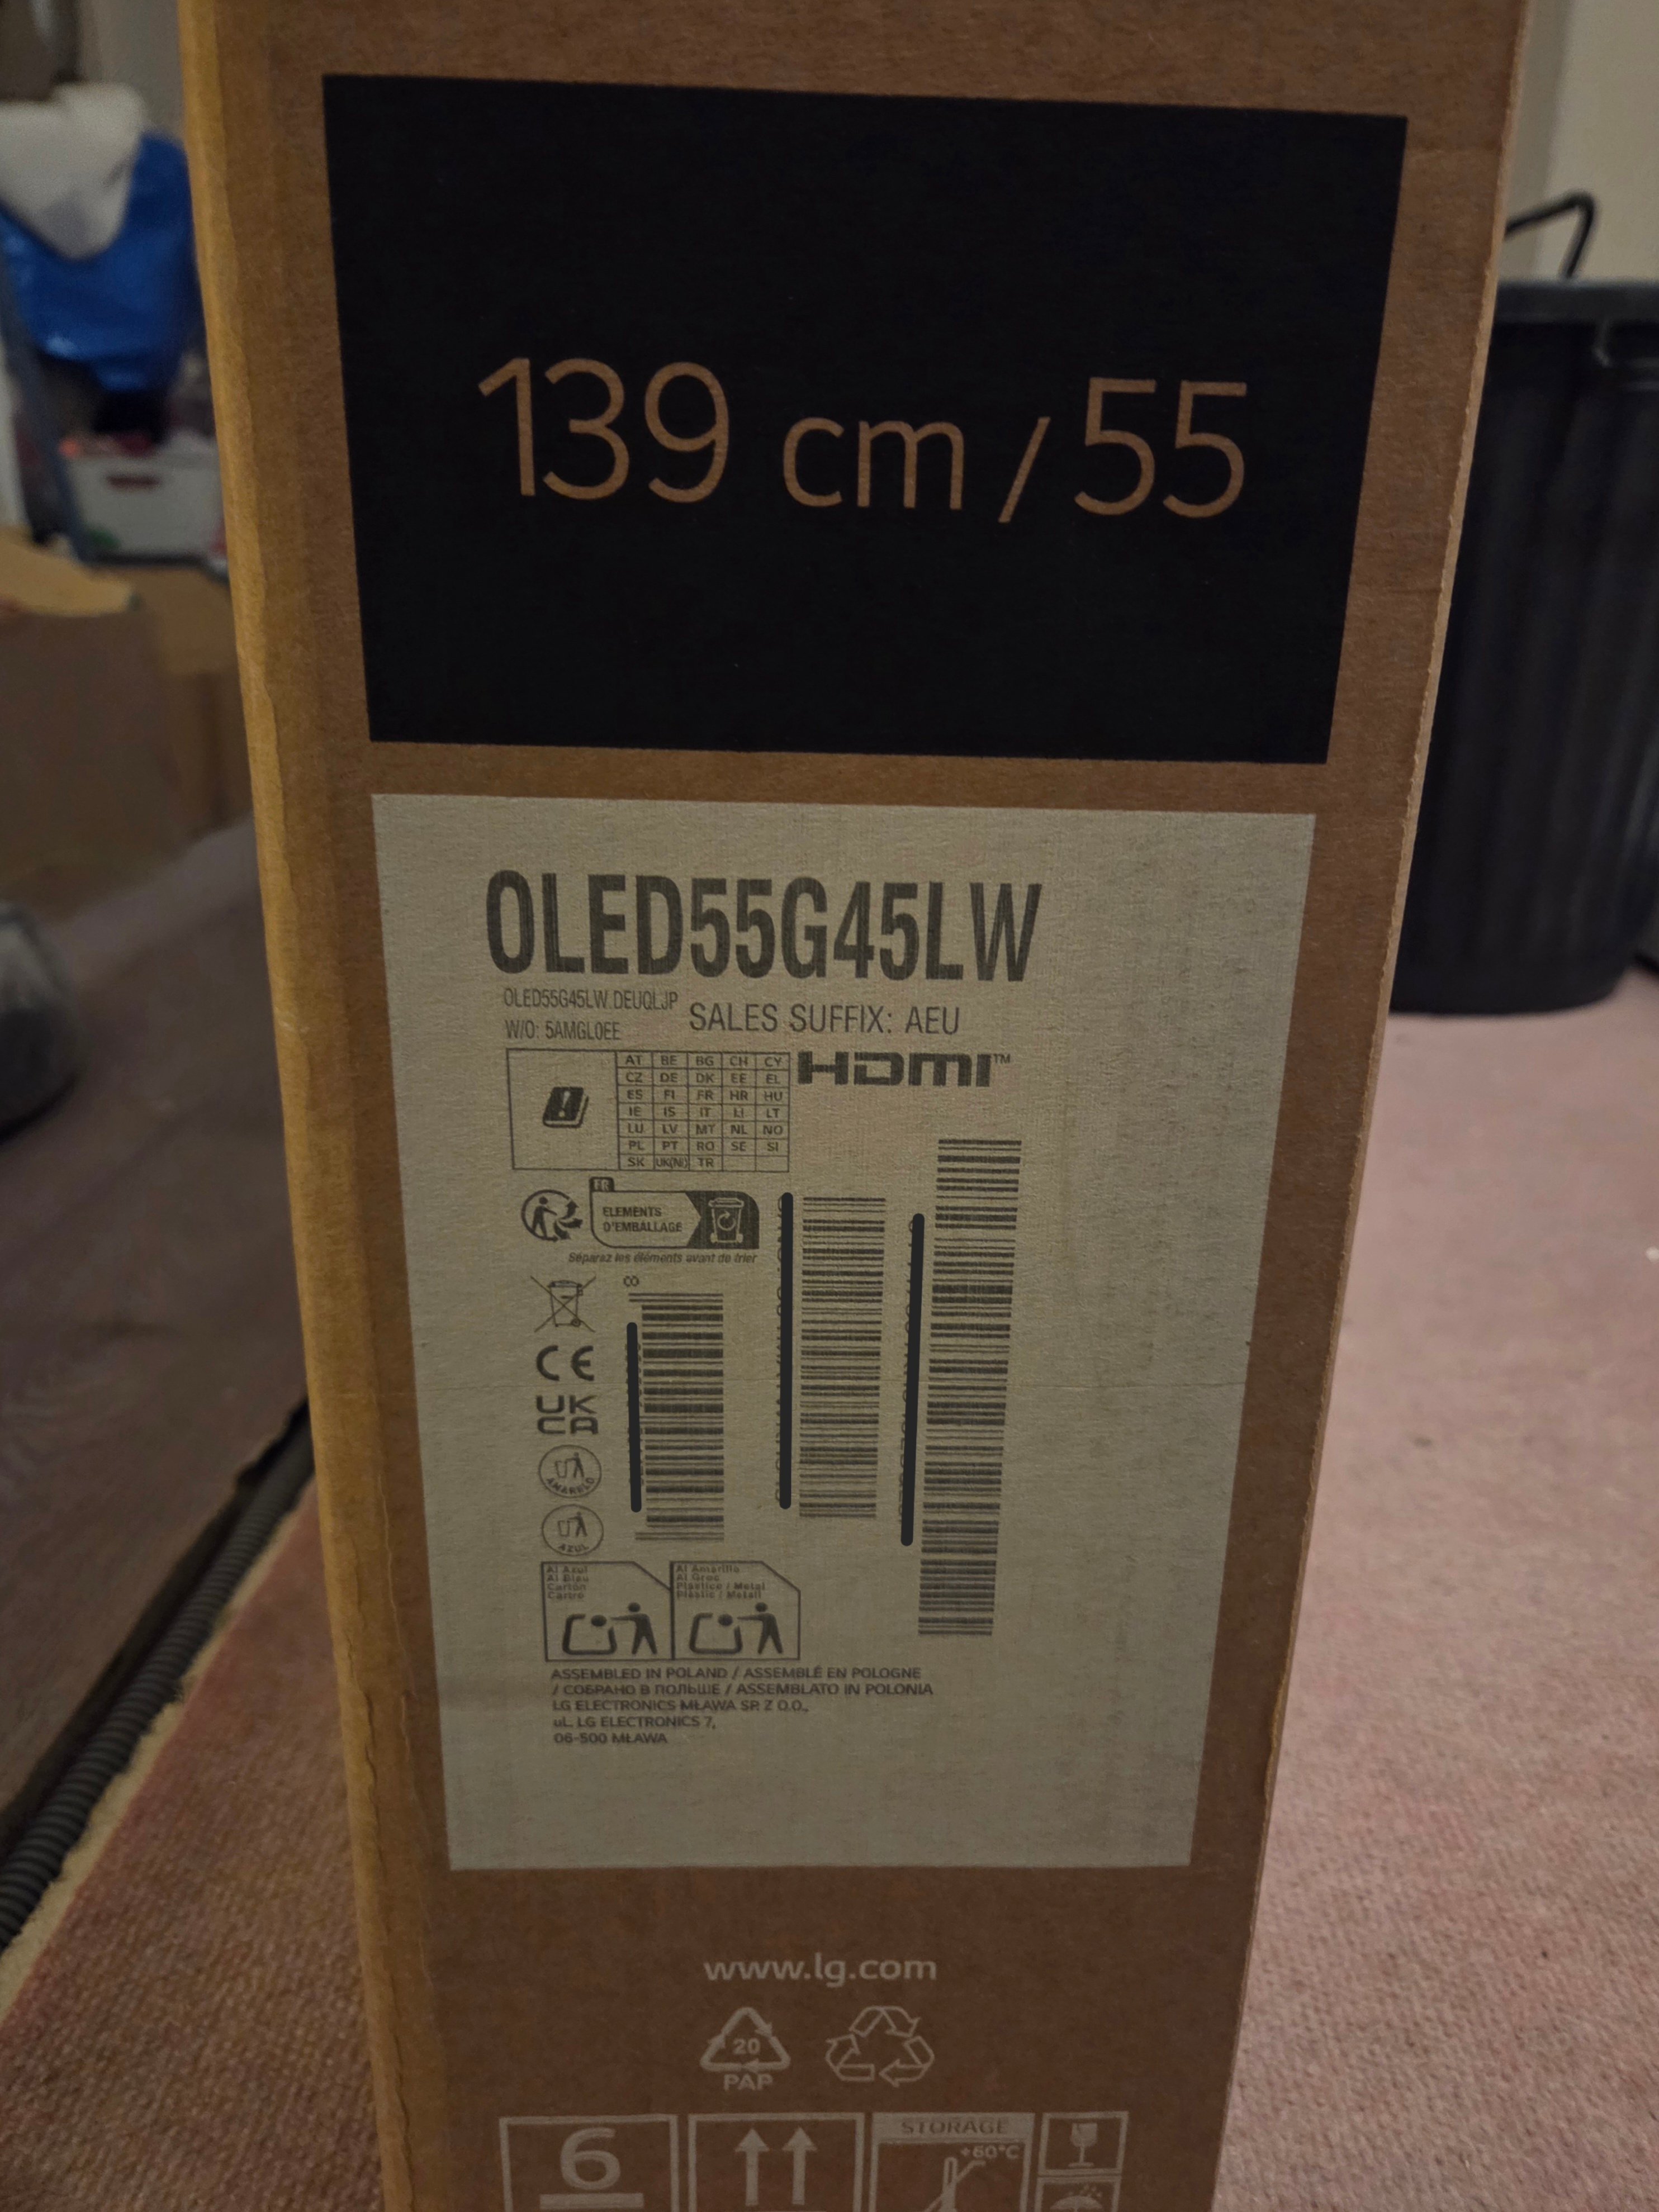 139 cm / 55
OLED55G45LW
OLED55G45LW.DEUQLJP
W/O: 5AMGL0EE
SALES SUFFIX: AEU
AT BE BG CH CY
CZ DE DK EE EL
ES FI FR HR HU
IE IS IT LI LT
LU LV MT NL NO
PL PT RO SE SI
SK UK(NI) TR
HDMI™
FR
ELEMENTS
D'EMBALLAGE
Séparez les éléments avant de trier
8
CE
UK
CA
AMARELO
AZUL
Al Azul
Al Blau
Cartón
Cartró
Al Amarillo
Al Groc
Plástico / Metal
Plàstic / Metall
ASSEMBLED IN POLAND / ASSEMBLÉ EN POLOGNE
/ СОБРАНО В ПОЛЬШЕ / ASSEMBLATO IN POLONIA
LG ELECTRONICS MŁAWA SP. Z O.O.,
uL. LG ELECTRONICS 7,
06-500 MŁAWA
www.lg.com
20
PAP
6
STORAGE
+60°C